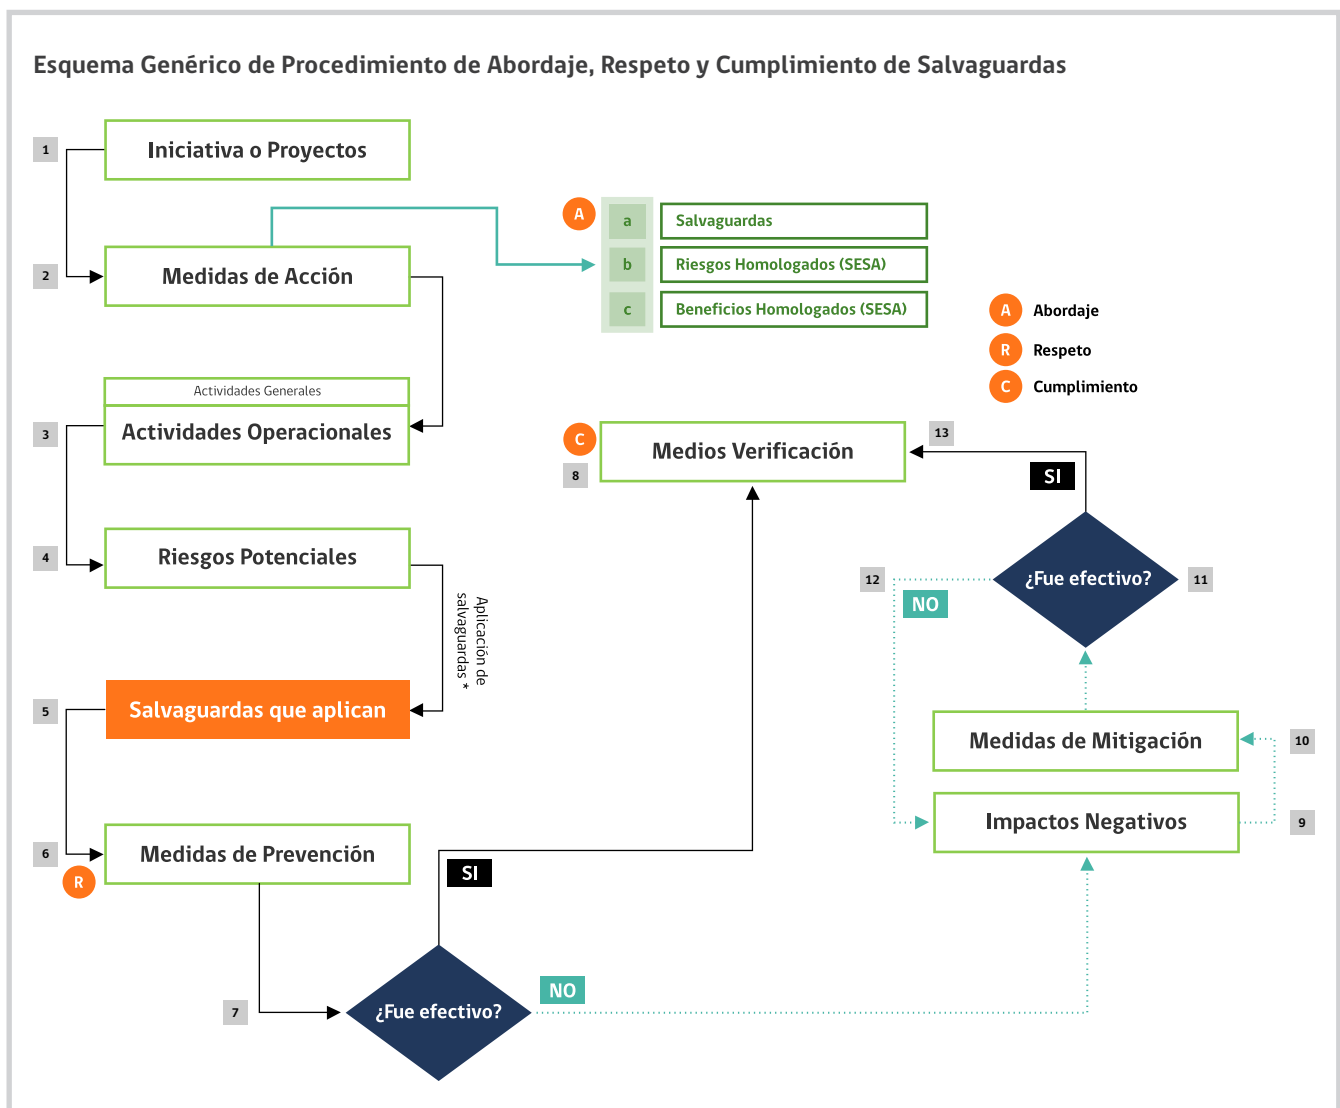 Esquema Genérico de Procedimiento de Abordaje, Respeto y Cumplimiento de Salvaguardas
1
Iniciativa o Proyectos
2
Medidas de Acción
A
a
Salvaguardas
b
Riesgos Homologados (SESA)
c
Beneficios Homologados (SESA)
A
Abordaje
R
Respeto
C
Cumplimiento
Actividades Generales
3
Actividades Operacionales
4
Riesgos Potenciales
Aplicación de
salvaguardas *
5
Salvaguardas que aplican
6
R
Medidas de Prevención
7
¿Fue efectivo?
SI
NO
C
8
Medios Verificación
13
SI
12
NO
¿Fue efectivo?
11
Medidas de Mitigación
10
Impactos Negativos
9